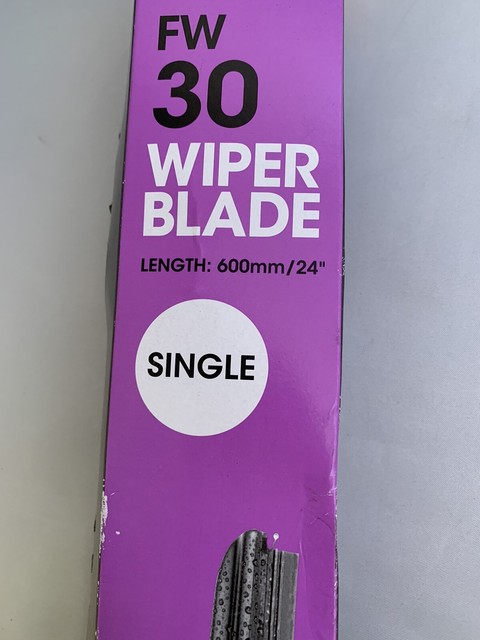 FW
30
WIPER
BLADE
LENGTH: 600mm/24"
SINGLE